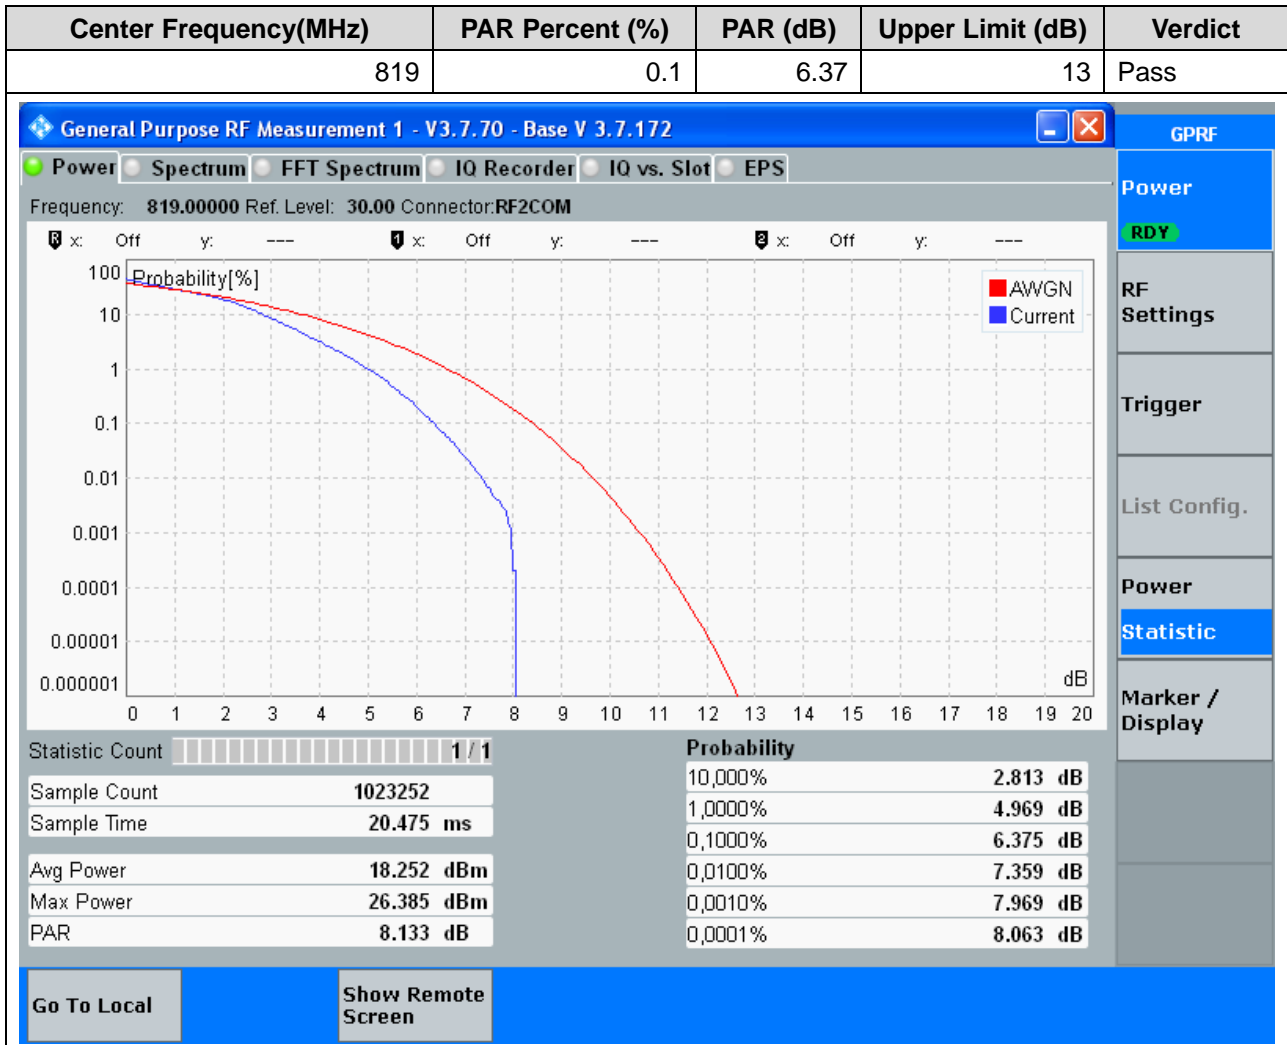 Center Frequency(MHz) PAR Percent (%) PAR (dB) Upper Limit (dB) Verdict
819 0.1 6.37 13 Pass
General Purpose RF Measurement 1 - V3.7.70 - Base V 3.7.172
GPRF
Power Spectrum FFT Spectrum IQ Recorder IQ vs. Slot EPS
Frequency: 819.00000 Ref. Level: 30.00 Connector:RF2COM
R x: Off y: --- 1 x: Off y: --- 2 x: Off y: ---
Probability[%]
100
10
1
0.1
0.01
0.001
0.0001
0.00001
0.000001
AWGN
Current
dB
0 1 2 3 4 5 6 7 8 9 10 11 12 13 14 15 16 17 18 19 20
Statistic Count 1 / 1
Sample Count 1023252
Sample Time 20.475 ms
Avg Power 18.252 dBm
Max Power 26.385 dBm
PAR 8.133 dB
Probability
10,000% 2.813 dB
1,0000% 4.969 dB
0,1000% 6.375 dB
0,0100% 7.359 dB
0,0010% 7.969 dB
0,0001% 8.063 dB
Power
RDY
RF
Settings
Trigger
List Config.
Power
Statistic
Marker /
Display
Go To Local
Show Remote
Screen